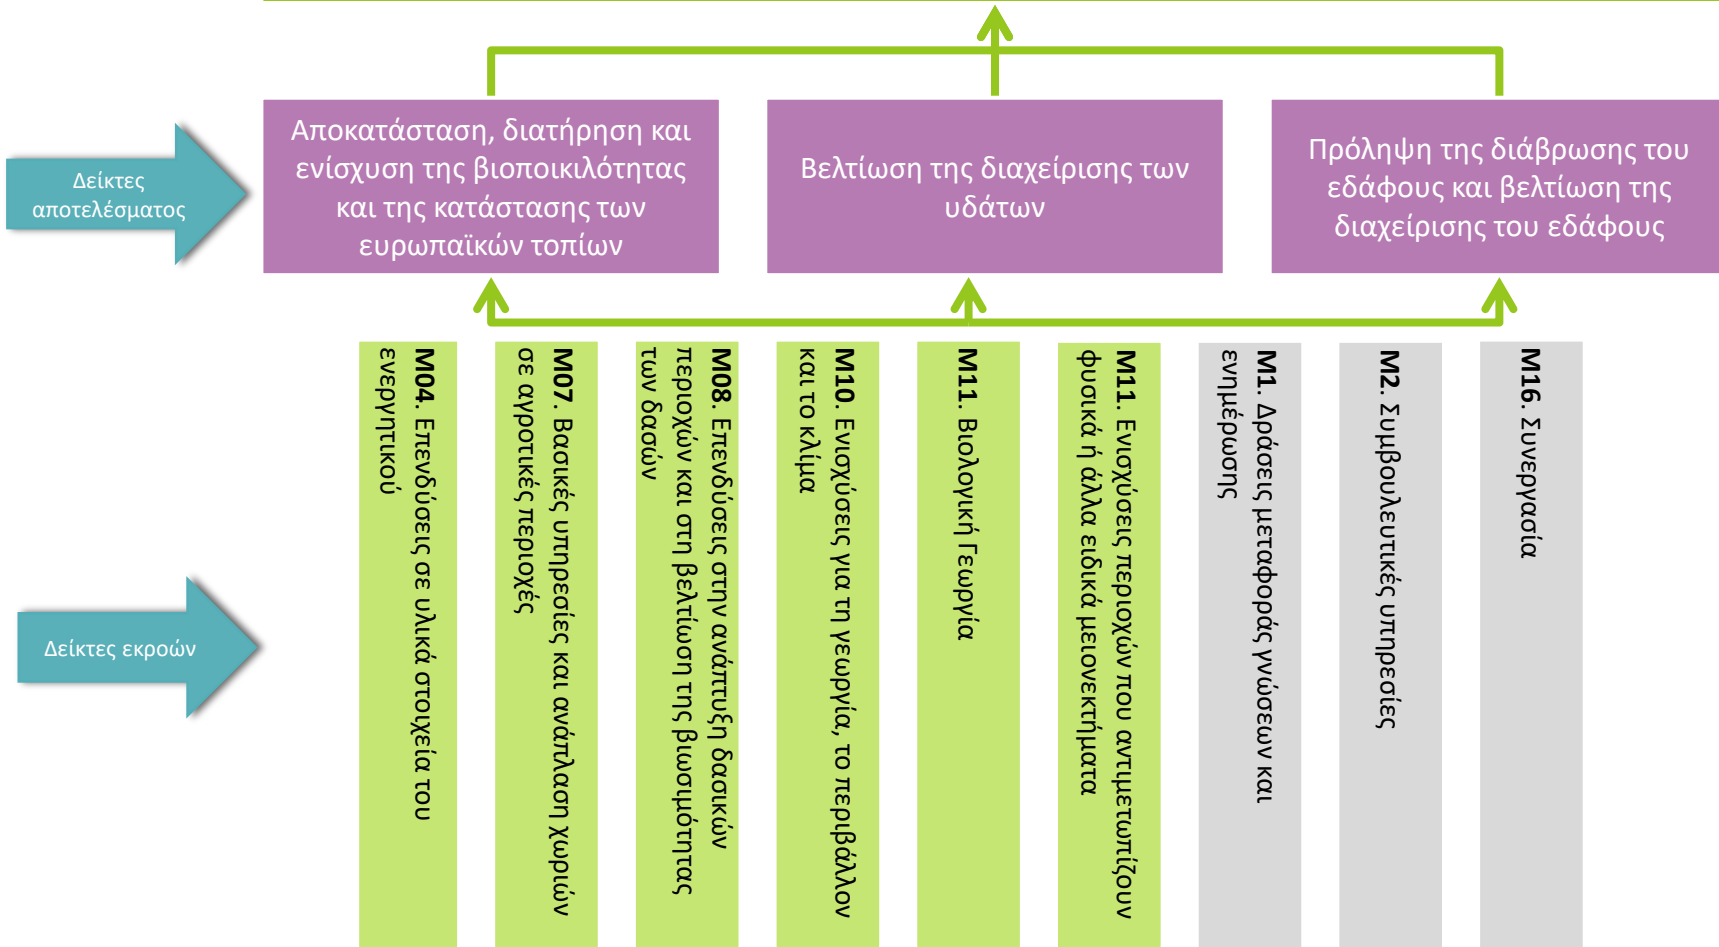 Αποκατάσταση, διατήρηση και
ενίσχυση της βιοποικιλότητας
και της κατάστασης των
ευρωπαϊκών τοπίων
Βελτίωση της διαχείρισης των
υδάτων
Πρόληψη της διάβρωσης του
εδάφους και βελτίωση της
διαχείρισης του εδάφους
Δείκτες
αποτελέσματος
M04. Επενδύσεις σε υλικά στοιχεία του
ενεργητικού
M07. Βασικές υπηρεσίες και ανάπλαση χωριών
σε αγροτικές περιοχές
M08. Επενδύσεις στην ανάπτυξη δασικών
περιοχών και στη βελτίωση της βιωσιμότητας
των δασών
M10. Ενισχύσεις για τη γεωργία, το περιβάλλον
και το κλίμα
M11. Βιολογική Γεωργία
M11. Ενισχύσεις περιοχών που αντιμετωπίζουν
φυσικά ή άλλα ειδικά μειονεκτήματα
M1. Δράσεις μεταφοράς γνώσεων και
ενημέρωσης
M2. Συμβουλευτικές υπηρεσίες
M16. Συνεργασία
Δείκτες εκροών